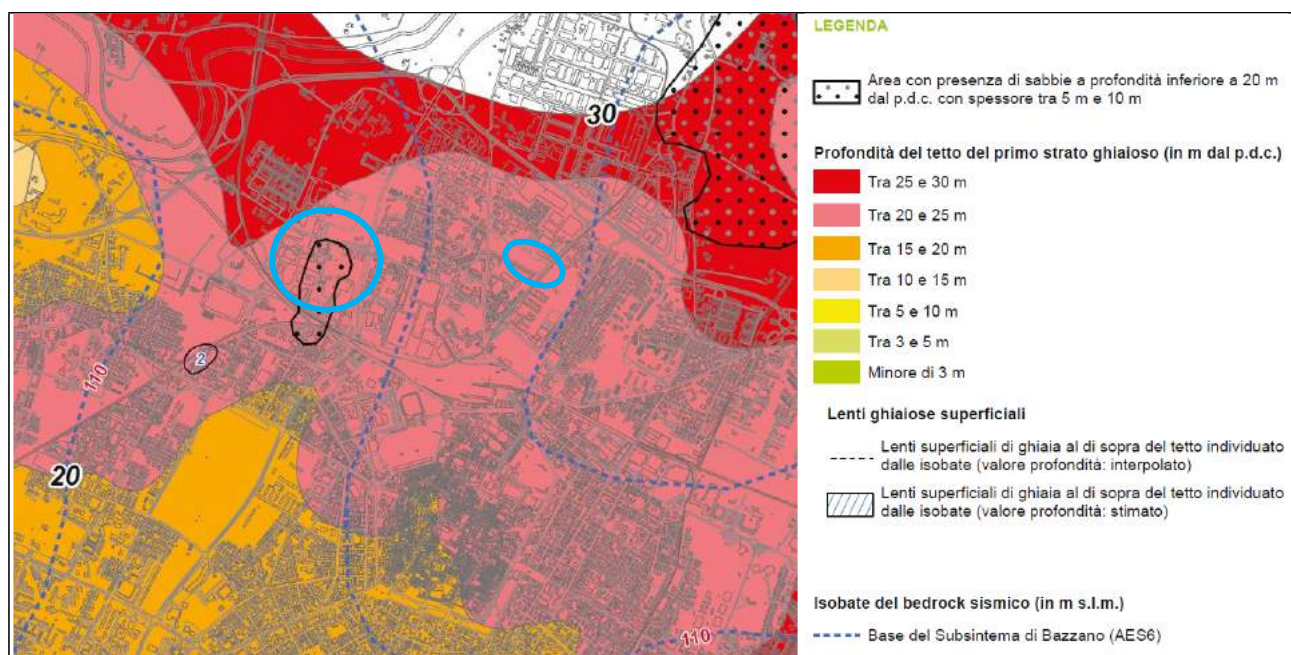 30
2
110
20
110
LEGENDA
Area con presenza di sabbie a profondità inferiore a 20 m
dal p.d.c. con spessore tra 5 m e 10 m
Profondità del tetto del primo strato ghiaioso (in m dal p.d.c.)
Tra 25 e 30 m
Tra 20 e 25 m
Tra 15 e 20 m
Tra 10 e 15 m
Tra 5 e 10 m
Tra 3 e 5 m
Minore di 3 m
Lenti ghiaiose superficiali
Lenti superficiali di ghiaia al di sopra del tetto individuato
dalle isobate (valore profondità: interpolato)
Lenti superficiali di ghiaia al di sopra del tetto individuato
dalle isobate (valore profondità: stimato)
Isobate del bedrock sismico (in m s.l.m.)
Base del Subsintema di Bazzano (AES6)